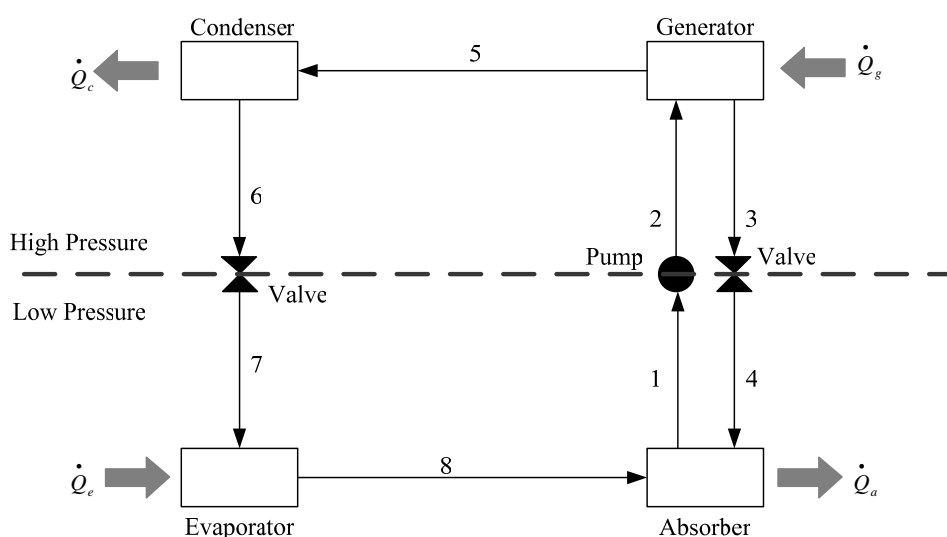 Condenser
Generator
5
Q̇c
Q̇g
6
2
3
High Pressure
Pump
Valve
Valve
Low Pressure
7
1
4
8
Q̇e
Q̇a
Evaporator
Absorber